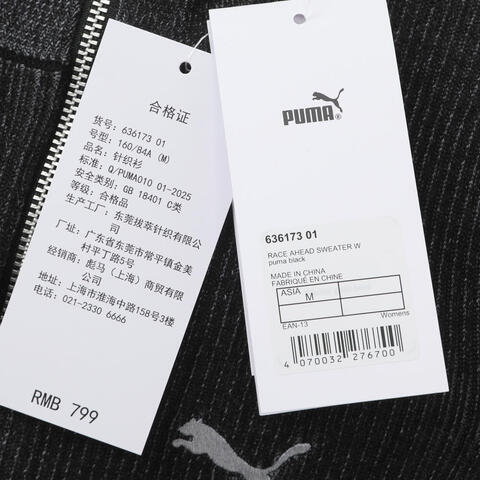 合格证
货号: 636173 01
号型: 160/84A (M)
品名: 针织衫
标准: Q/PUMA010 01-2025
安全类别: GB 18401 C类
等级: 合格品
生产工厂: 东莞拔萃针织有限公
司
厂址: 广东省东莞市常平镇金美
村平丁路5号
经销商: 彪马(上海)商贸有限
公司
地址: 上海市淮海中路158号3楼
电话: 021-2330 6666
RMB 799
PUMA®
636173 01
RACE AHEAD SWEATER W
puma black
MADE IN CHINA
FABRIQUÉ EN CHINE
ASIA M
EAN-13 Womens
4 070032 276700